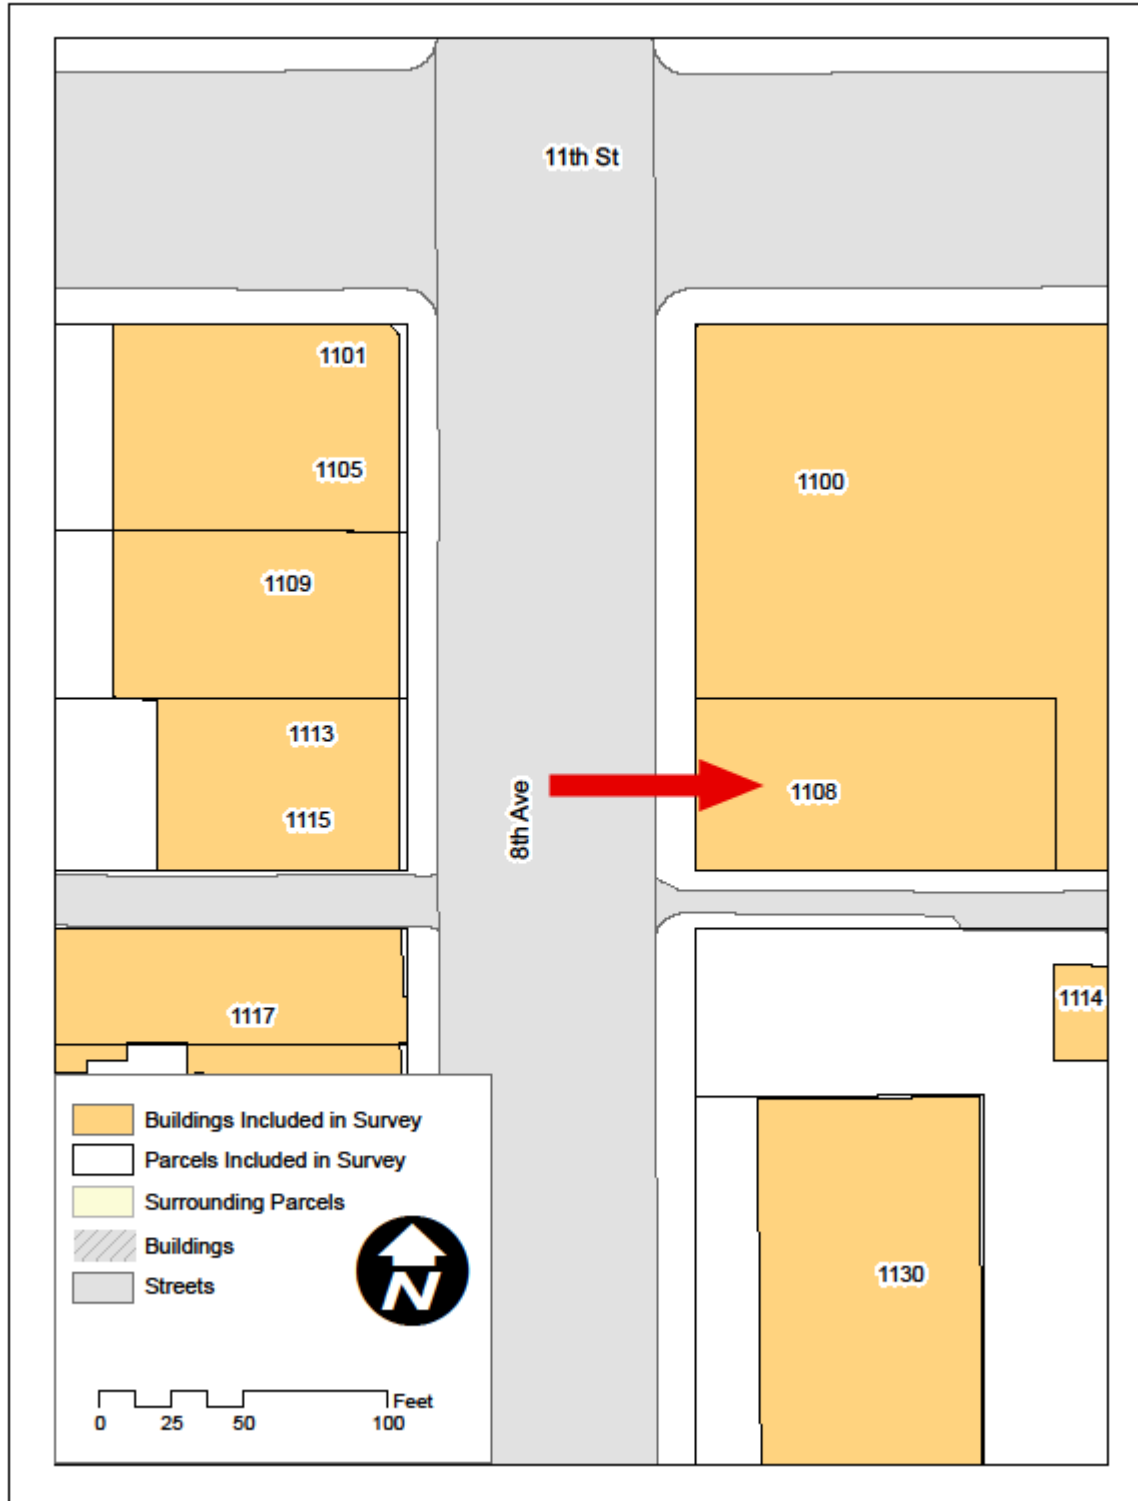 11th St
1101
1105
1100
1109
1113
1108
1115
8th Ave
1114
1117
Buildings Included in Survey
Parcels Included in Survey
Surrounding Parcels
Buildings
Streets
N
1130
Feet
0 25 50 100